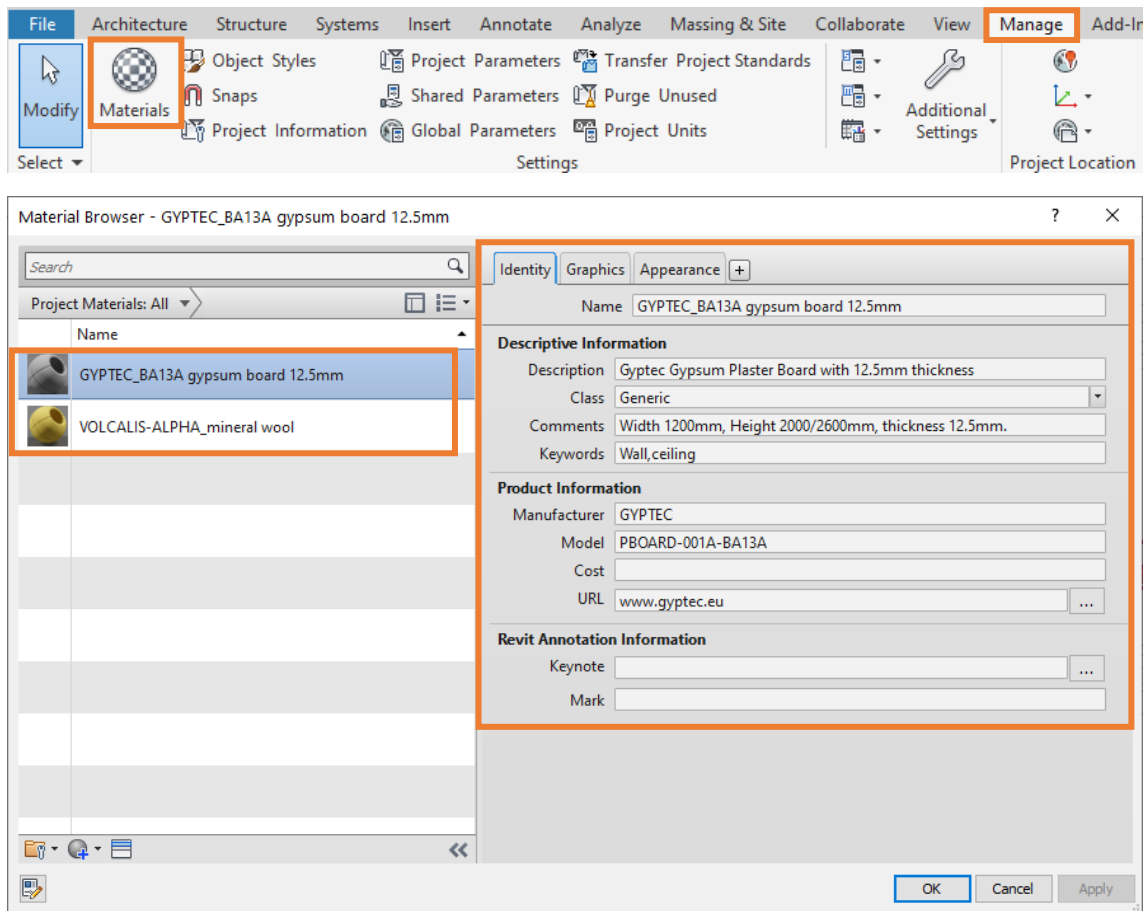 File Architecture Structure Systems Insert Annotate Analyze Massing & Site Collaborate View Manage Add-In
Modify
Materials
Object Styles
Project Parameters
Transfer Project Standards
Snaps
Shared Parameters
Purge Unused
Project Information
Global Parameters
Project Units
Additional
Settings
Select
Settings
Project Location
Material Browser - GYPTEC_BA13A gypsum board 12.5mm
? 
Search
Project Materials: All
Name
GYPTEC_BA13A gypsum board 12.5mm
VOLCALIS-ALPHA_mineral wool
Identity Graphics Appearance +
Name GYPTEC_BA13A gypsum board 12.5mm
Descriptive Information
Description Gyptec Gypsum Plaster Board with 12.5mm thickness
Class Generic
Comments Width 1200mm, Height 2000/2600mm, thickness 12.5mm.
Keywords Wall,ceiling
Product Information
Manufacturer GYPTEC
Model PBOARD-001A-BA13A
Cost
URL www.gyptec.eu ...
Revit Annotation Information
Keynote ...
Mark
OK Cancel Apply